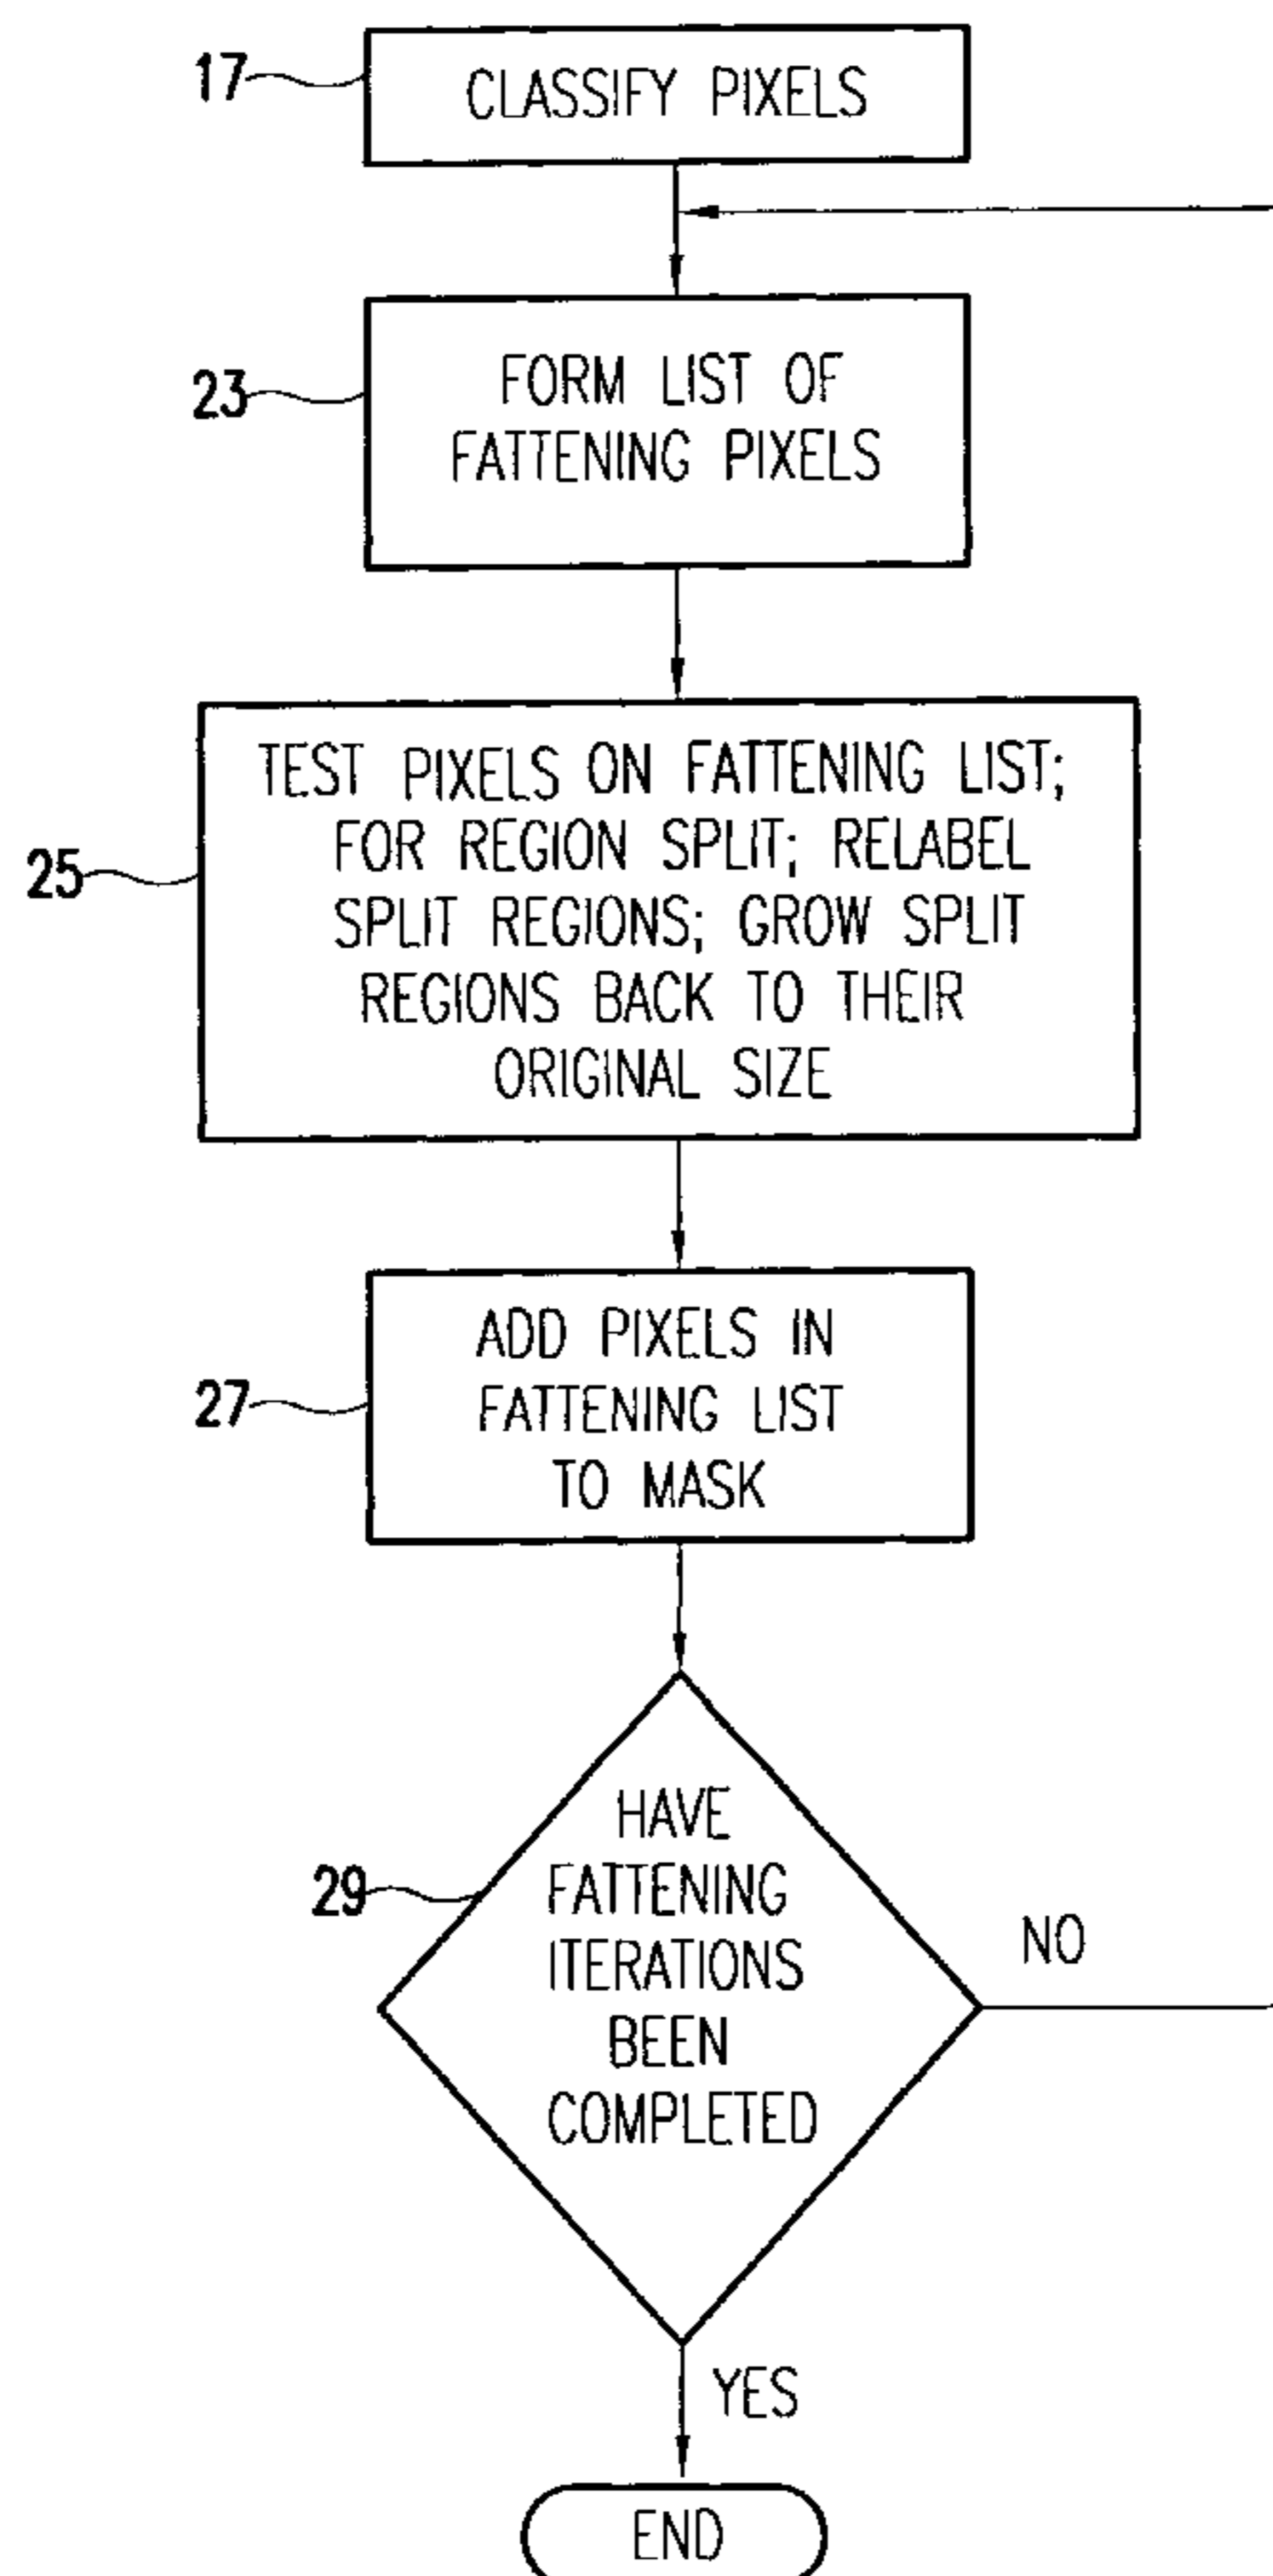 17
CLASSIFY PIXELS
23
FORM LIST OF
FATTENING PIXELS
25
TEST PIXELS ON FATTENING LIST;
FOR REGION SPLIT; RELABEL
SPLIT REGIONS; GROW SPLIT
REGIONS BACK TO THEIR
ORIGINAL SIZE
27
ADD PIXELS IN
FATTENING LIST
TO MASK
29
HAVE
FATTENING
ITERATIONS
BEEN
COMPLETED
NO
YES
END